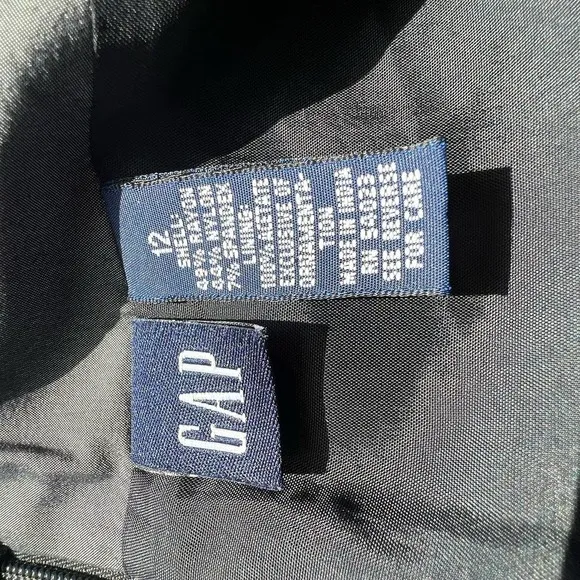 12
SHELL:
49% RAYON
44% NYLON
7% SPANDEX
LINING:
100% ACETATE
EXCLUSIVE OF
ORNAMENTA-
TION
MADE IN INDIA
RN 54023
SEE REVERSE
FOR CARE
GAP